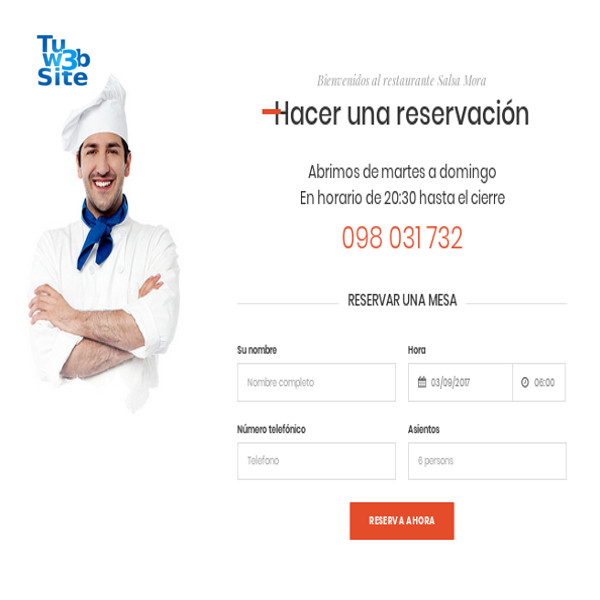 Tu
w3b
Site
Bienvenidos al restaurante Salsa Mora
Hacer una reservación
Abrimos de martes a domingo
En horario de 20:30 hasta el cierre
098 031 732
RESERVAR UNA MESA
Su nombre
Hora
Nombre completo
03/09/2017
06:00
Número telefónico
Asientos
Telefono
6 persons
RESERVA AHORA